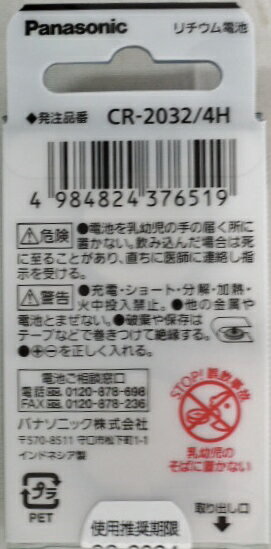 Panasonic リチウム電池
◆発注品番 CR-2032/4H
4 984824 376519
⚠危険 ●電池を乳幼児の手の届く所に
置かない。飲み込んだ場合は死
に至ることがあり、直ちに医師に連絡し指
示を受ける。
⚠警告 ●充電・ショート・分解・加熱・
火中投入禁止。●他の金属や
電池とまぜない。●破棄や保存は
テープなどで巻きつけて絶縁する。
●⊕⊖を正しく入れる。
電池ご相談窓口
電話 0120-878-698
FAX 0120-878-236
パナソニック株式会社
〒570-8511 守口市松下町1-1
インドネシア製
STOP! 誤飲事故
乳幼児の
そばに置かない
プラ
PET
取り出し口
使用推奨期限